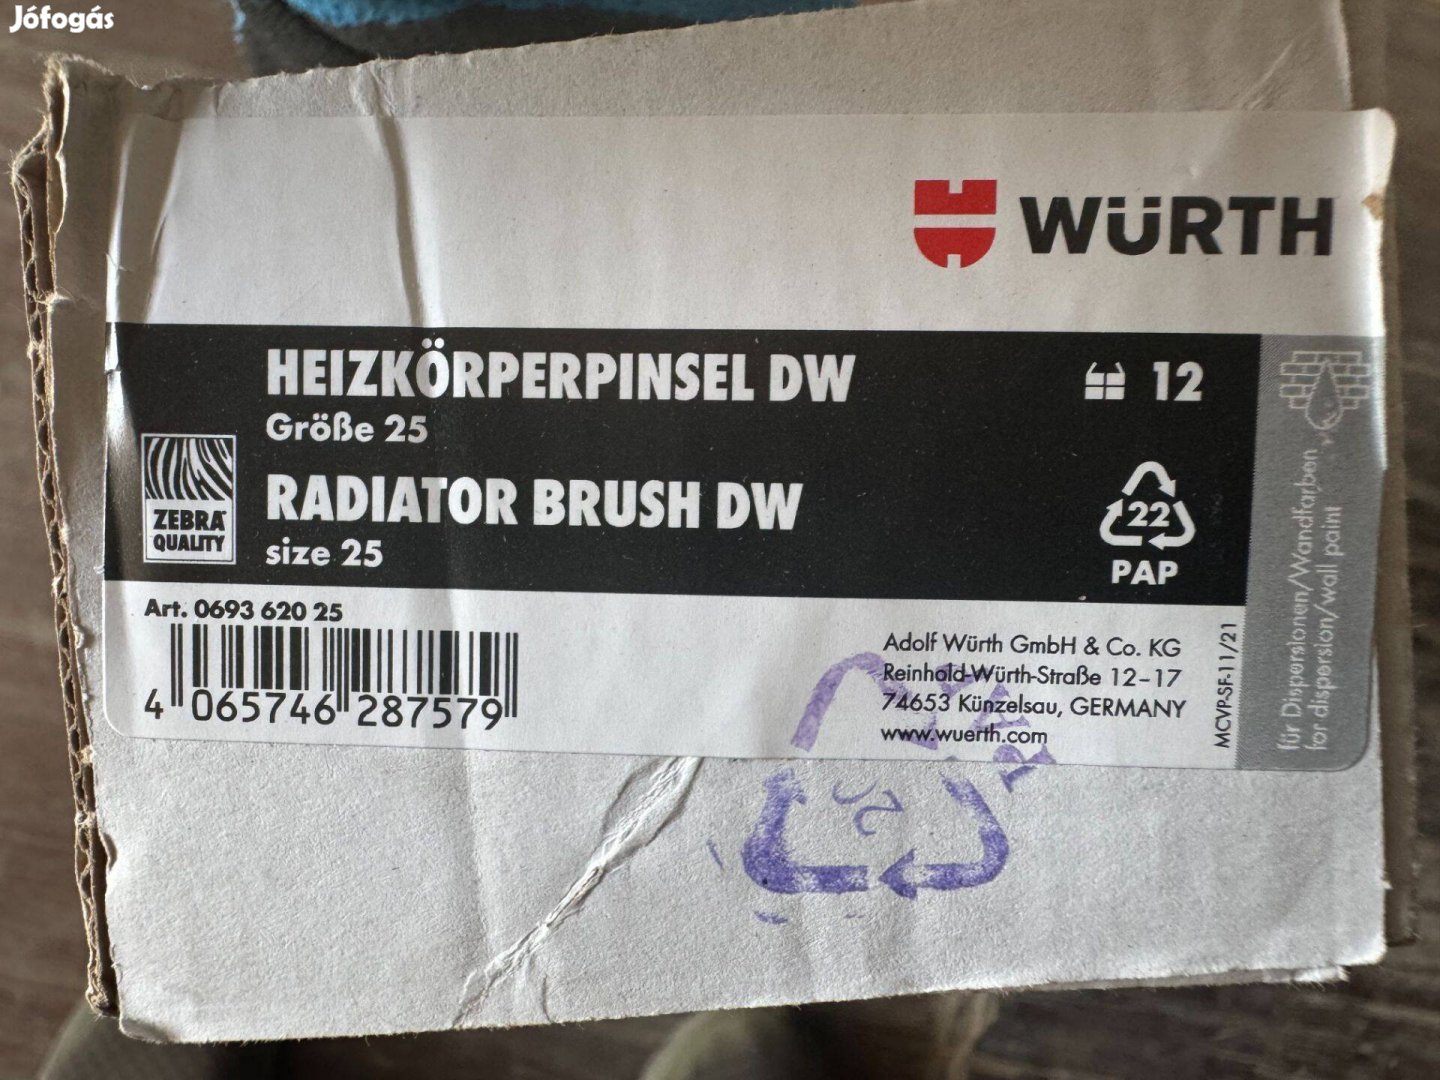 Jófogás
WÜRTH
HEIZKÖRPERPINSEL DW
Größe 25
12
RADIATOR BRUSH DW
size 25
ZEBRA
QUALITY
22
PAP
Art. 0693 620 25
4 065746 287579
Adolf Würth GmbH & Co. KG
Reinhold-Würth-Straße 12-17
74653 Künzelsau, GERMANY
www.wuerth.com
MCVP-SF-11/21
für Dispersionen/Wandfarben
for dispersion/wall paint
20